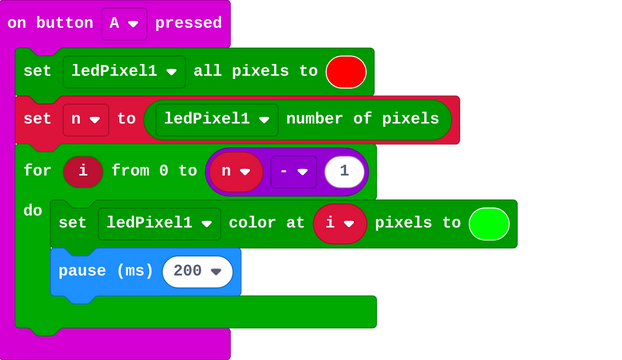 on button A pressed
set ledPixel1 all pixels to
set n to ledPixel1 number of pixels
for i from 0 to n - 1
do
set ledPixel1 color at i pixels to
pause (ms) 200